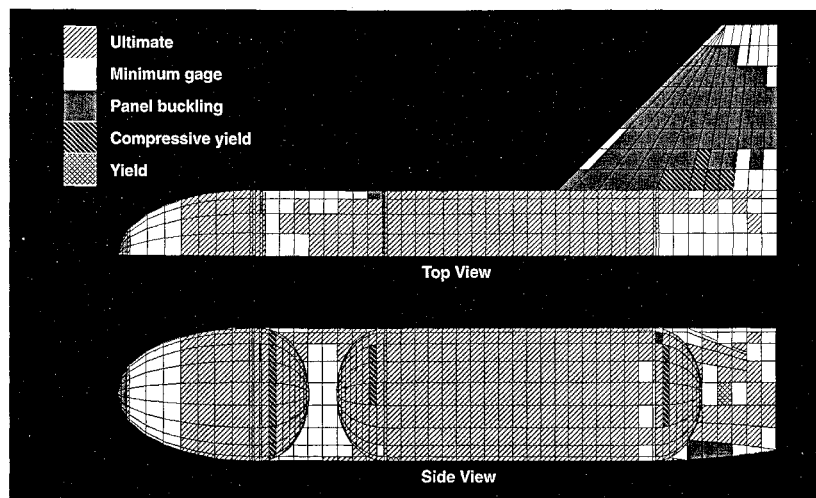 Ultimate
Minimum gage
Panel buckling
Compressive yield
Yield
Top View
Side View